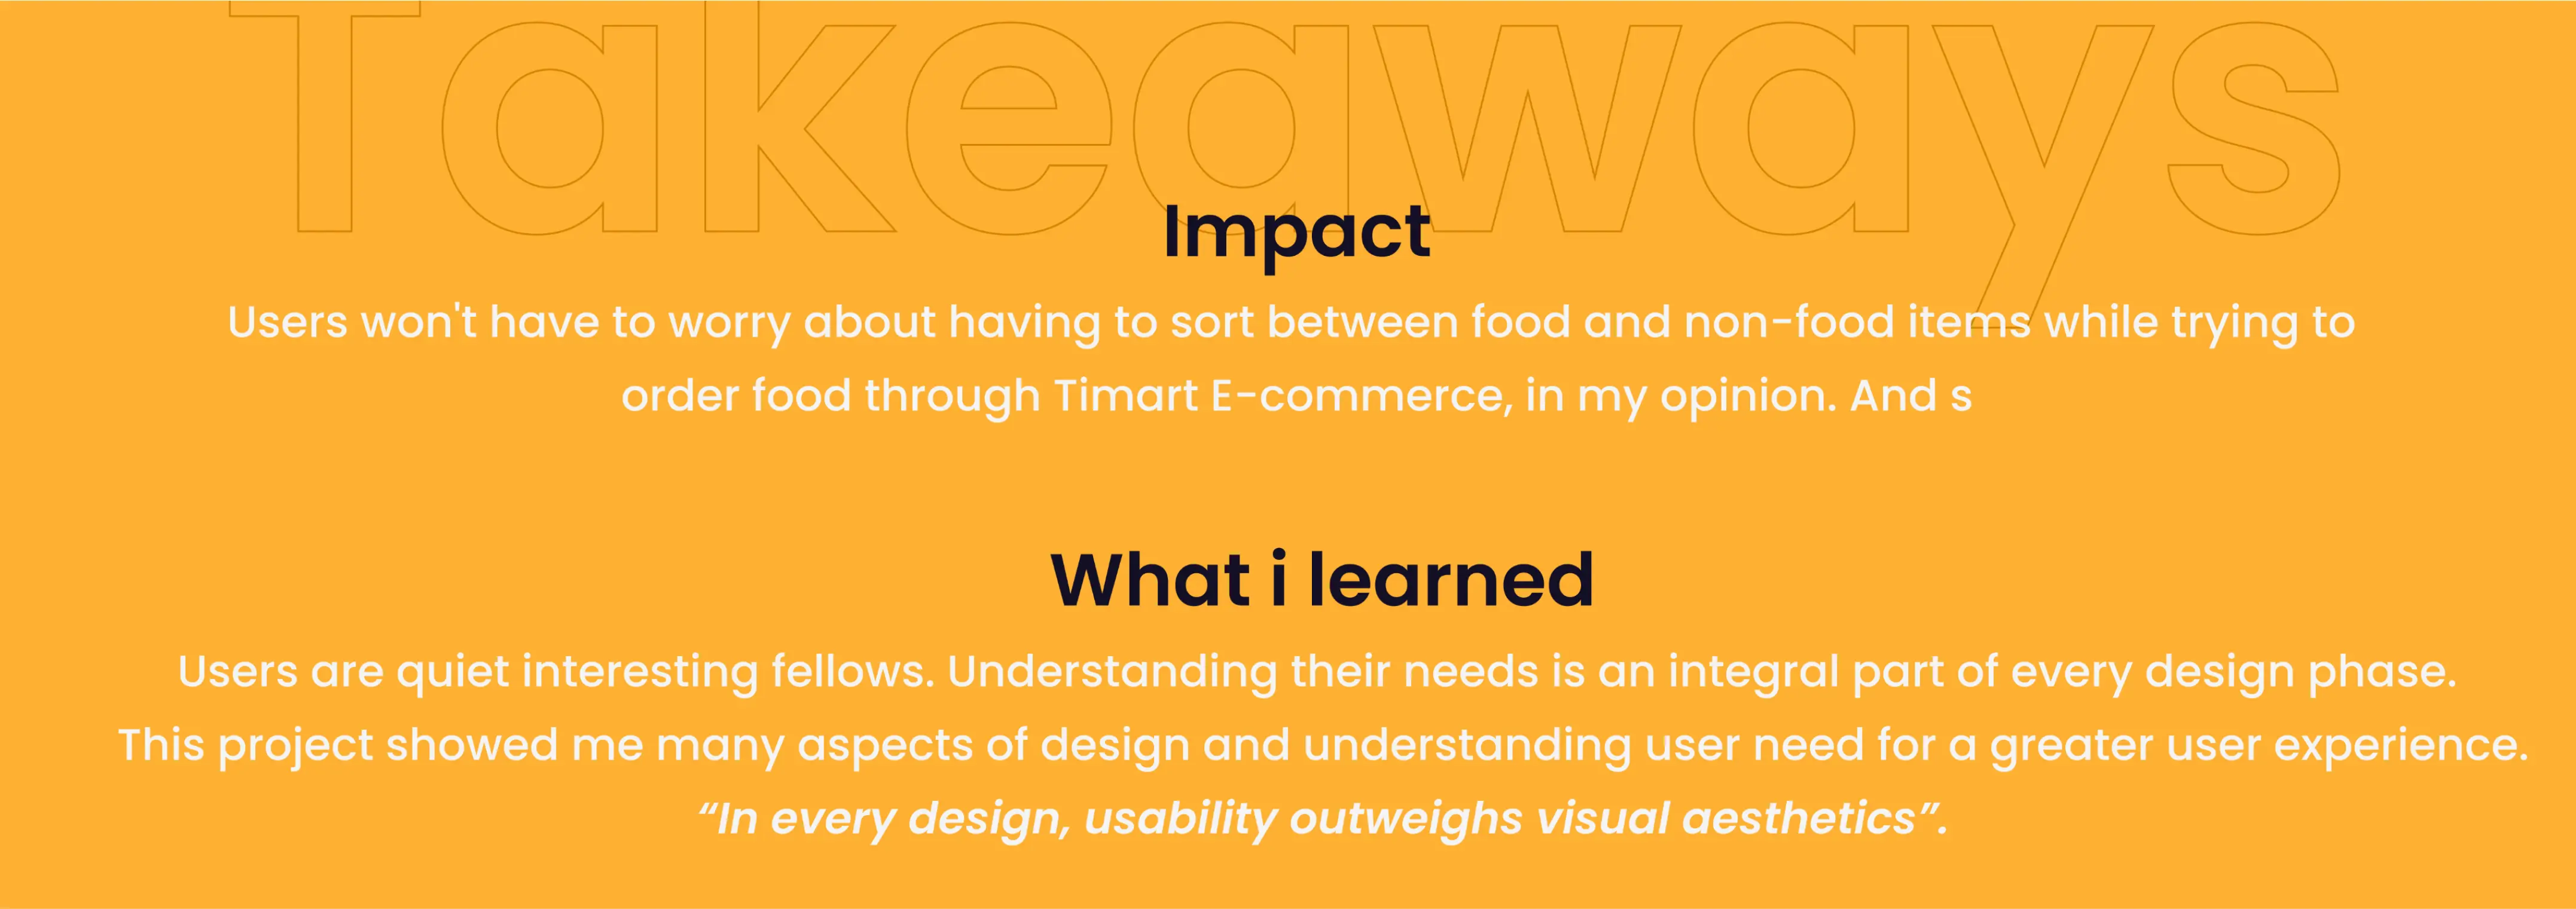 Takeaways
Impact
Users won't have to worry about having to sort between food and non-food items while trying to
order food through Timart E-commerce, in my opinion. And s
What i learned
Users are quiet interesting fellows. Understanding their needs is an integral part of every design phase.
This project showed me many aspects of design and understanding user need for a greater user experience.
“In every design, usability outweighs visual aesthetics”.